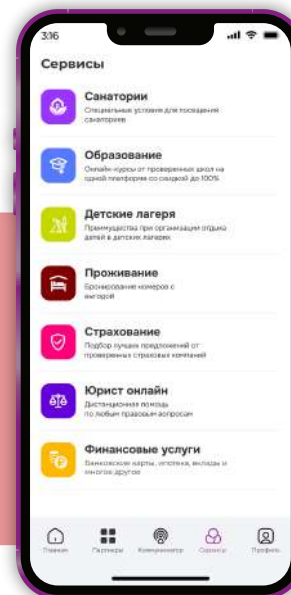 3:16
Сервисы
Санатории
Специальные условия для посещения
санаториев
Образование
Онлайн-курсы от проверенных школ на
одной платформе со скидкой до 100%
Детские лагеря
Преимущества при организации отдыха
детей в детских лагерях
Проживание
Бронирование номеров с
выгодой
Страхование
Подбор лучших предложений от
проверенных страховых компаний
Юрист онлайн
Дистанционная помощь
по любым правовым вопросам
Финансовые услуги
Банковские карты, ипотека, вклады и
многое другое
Главная Партнеры Коммуникатор Сервисы Профиль